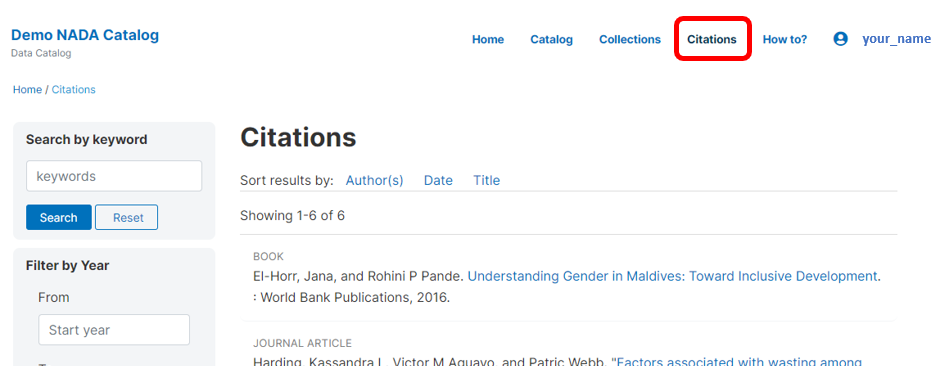 Demo NADA Catalog
Data Catalog
Home Catalog Collections Citations How to? your_name
Home / Citations
Search by keyword
keywords
Search Reset
Filter by Year
From
Start year
Citations
Sort results by: Author(s) Date Title
Showing 1-6 of 6
BOOK
El-Horr, Jana, and Rohini P Pande. Understanding Gender in Maldives: Toward Inclusive Development.
: World Bank Publications, 2016.
JOURNAL ARTICLE
Harding, Kassandra L, Victor M Aguayo, and Patric Webb. "Factors associated with wasting among